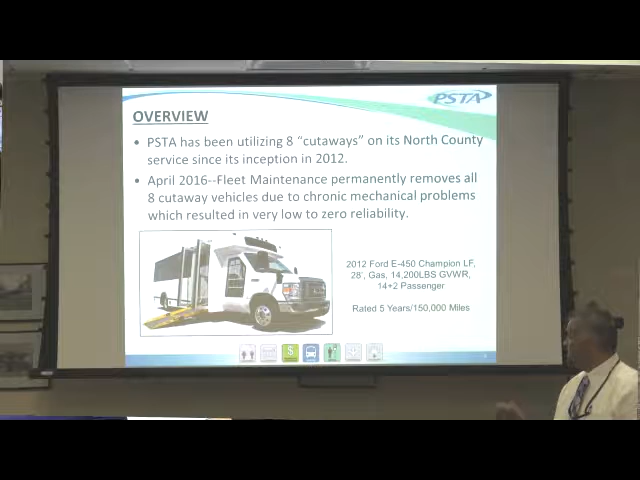 PSTA
OVERVIEW
• PSTA has been utilizing 8 “cutaways” on its North County
service since its inception in 2012.
• April 2016--Fleet Maintenance permanently removes all
8 cutaway vehicles due to chronic mechanical problems
which resulted in very low to zero reliability.
2012 Ford E-450 Champion LF,
28', Gas, 14,200LBS GVWR,
14+2 Passenger
Rated 5 Years/150,000 Miles